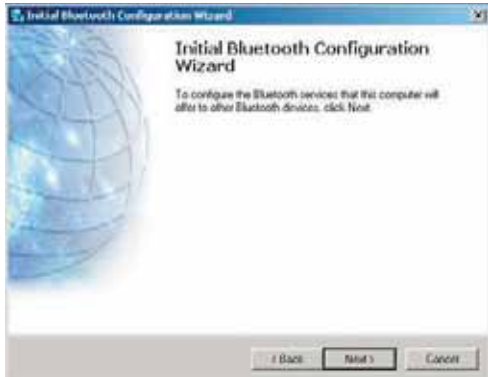 Initial Bluetooth Configuration Wizard
Initial Bluetooth Configuration
Wizard
To configure the Bluetooth services that this computer will
offer to other Bluetooth devices, click Next.
< Back Next > Cancel